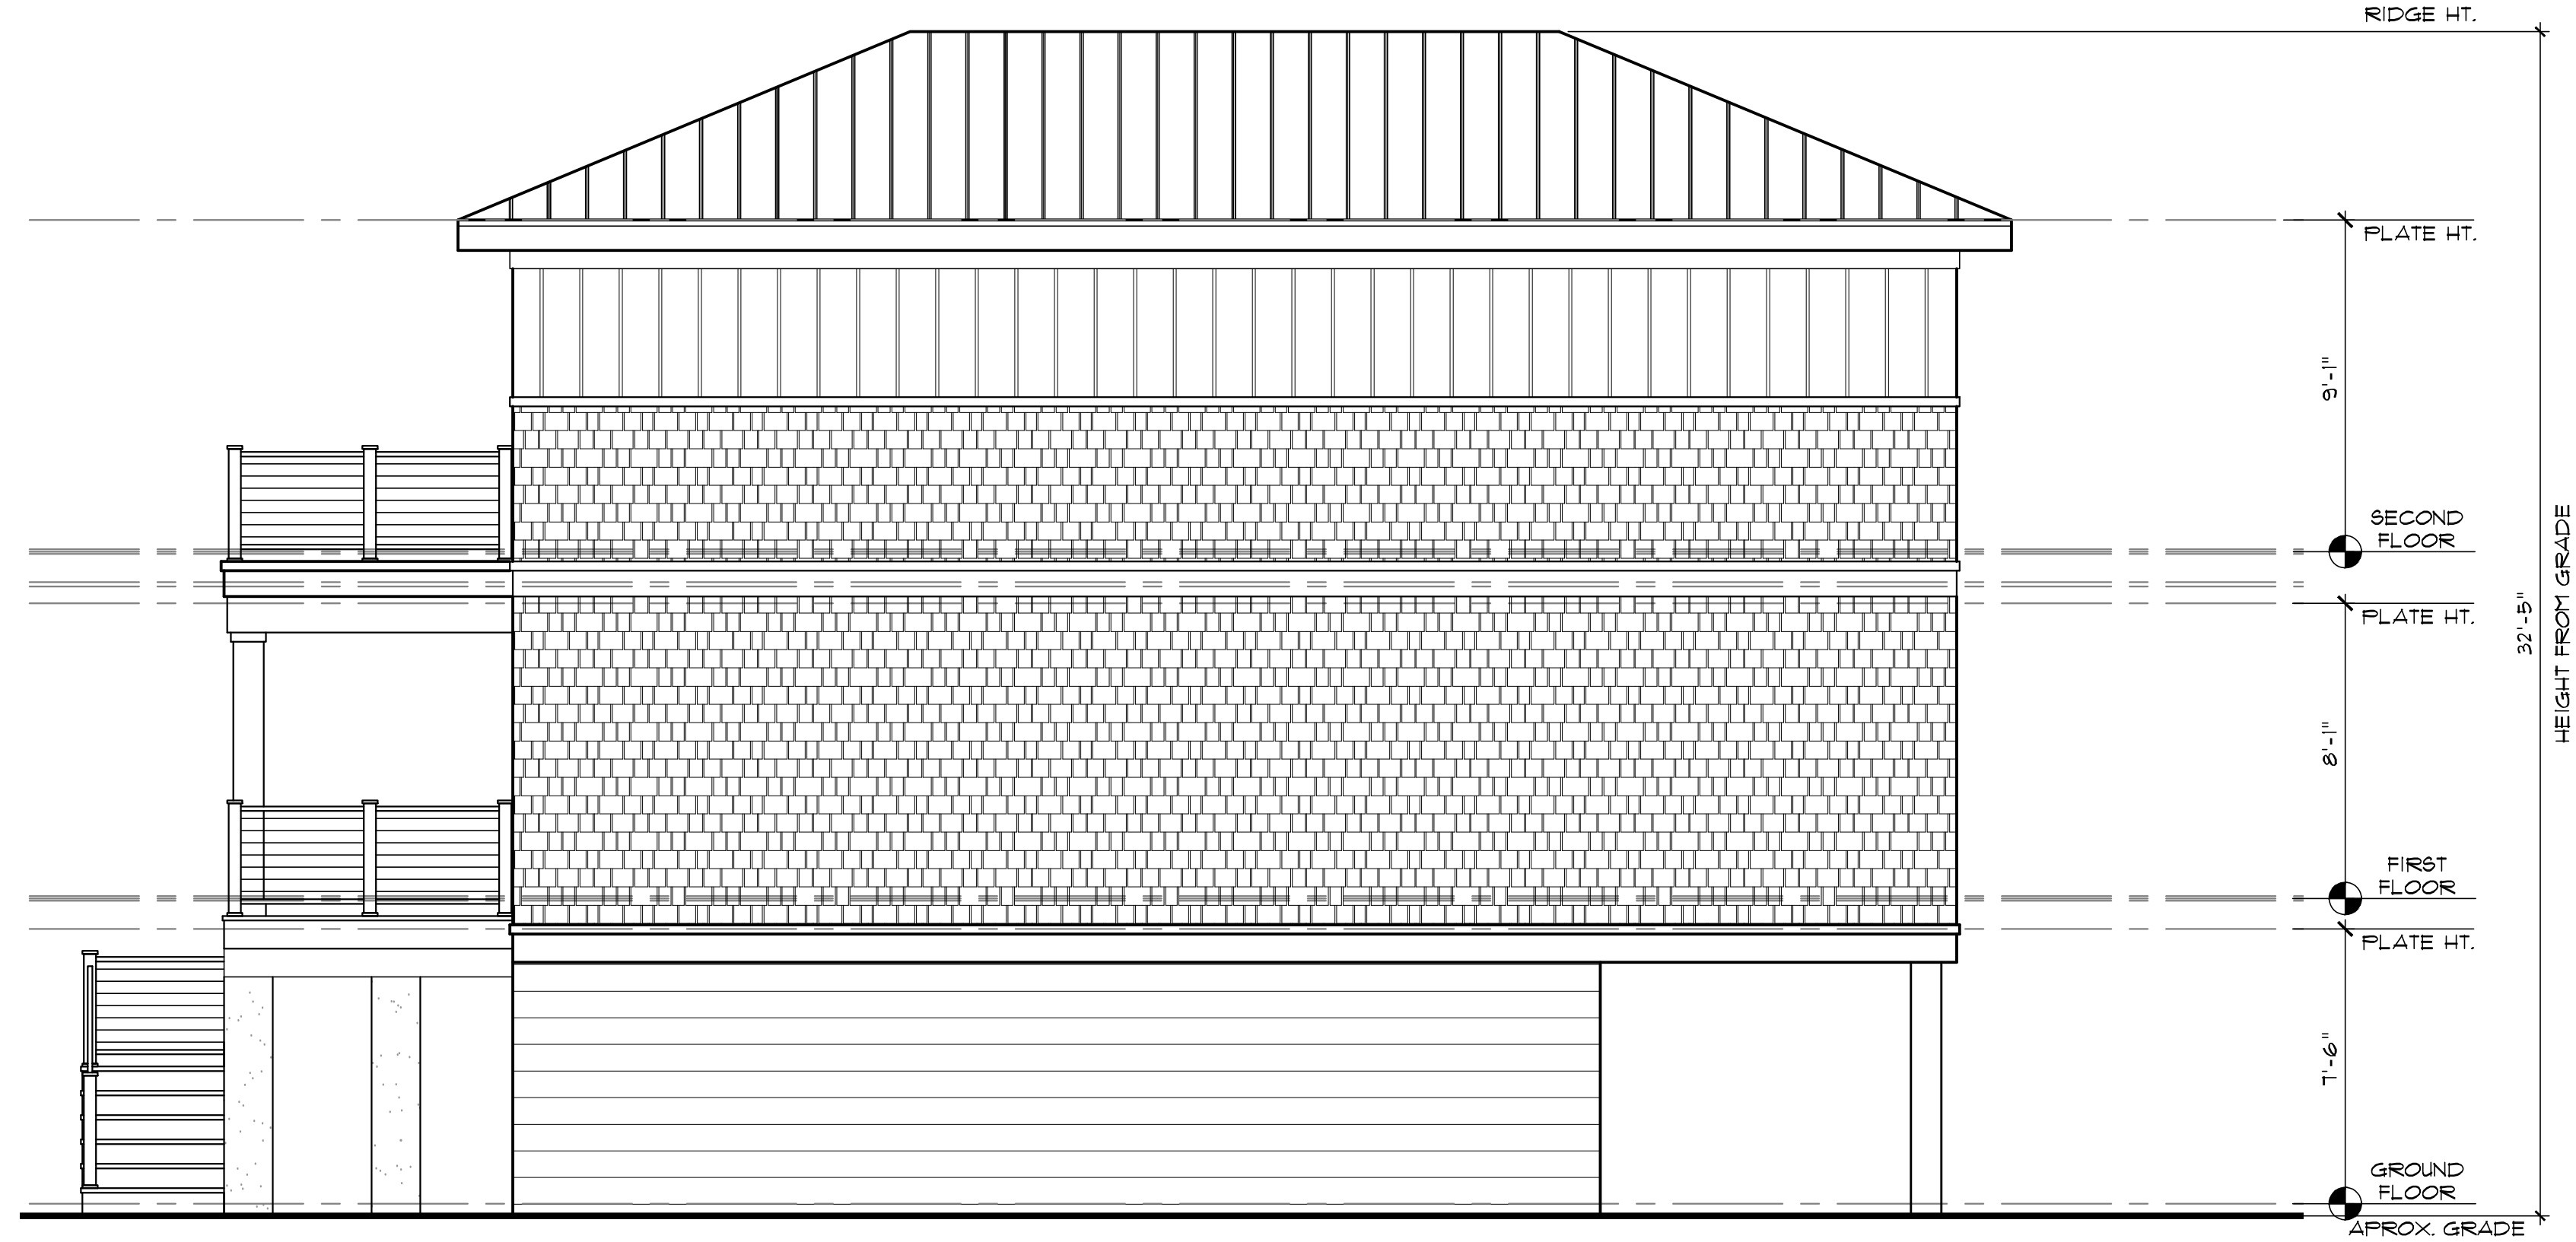 RIDGE HT.
PLATE HT.
9'-1"
SECOND
FLOOR
PLATE HT.
32'-5"
HEIGHT FROM GRADE
8'-1"
FIRST
FLOOR
PLATE HT.
7'-6"
GROUND
FLOOR
APROX. GRADE